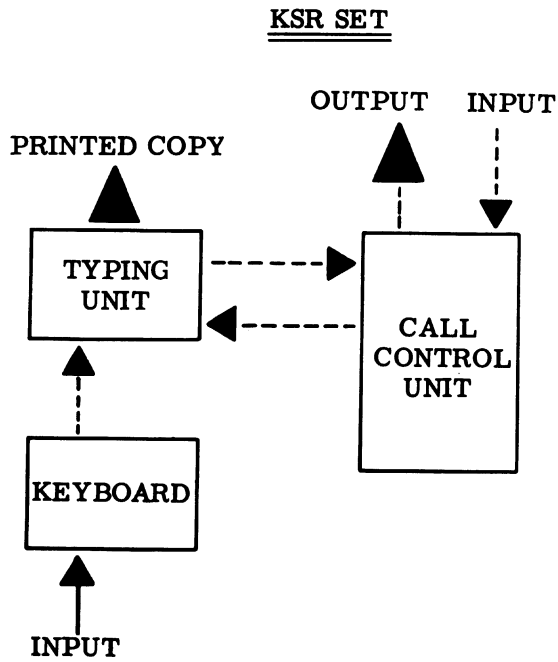 KSR SET
OUTPUT INPUT
PRINTED COPY
TYPING
UNIT
CALL
CONTROL
UNIT
KEYBOARD
INPUT